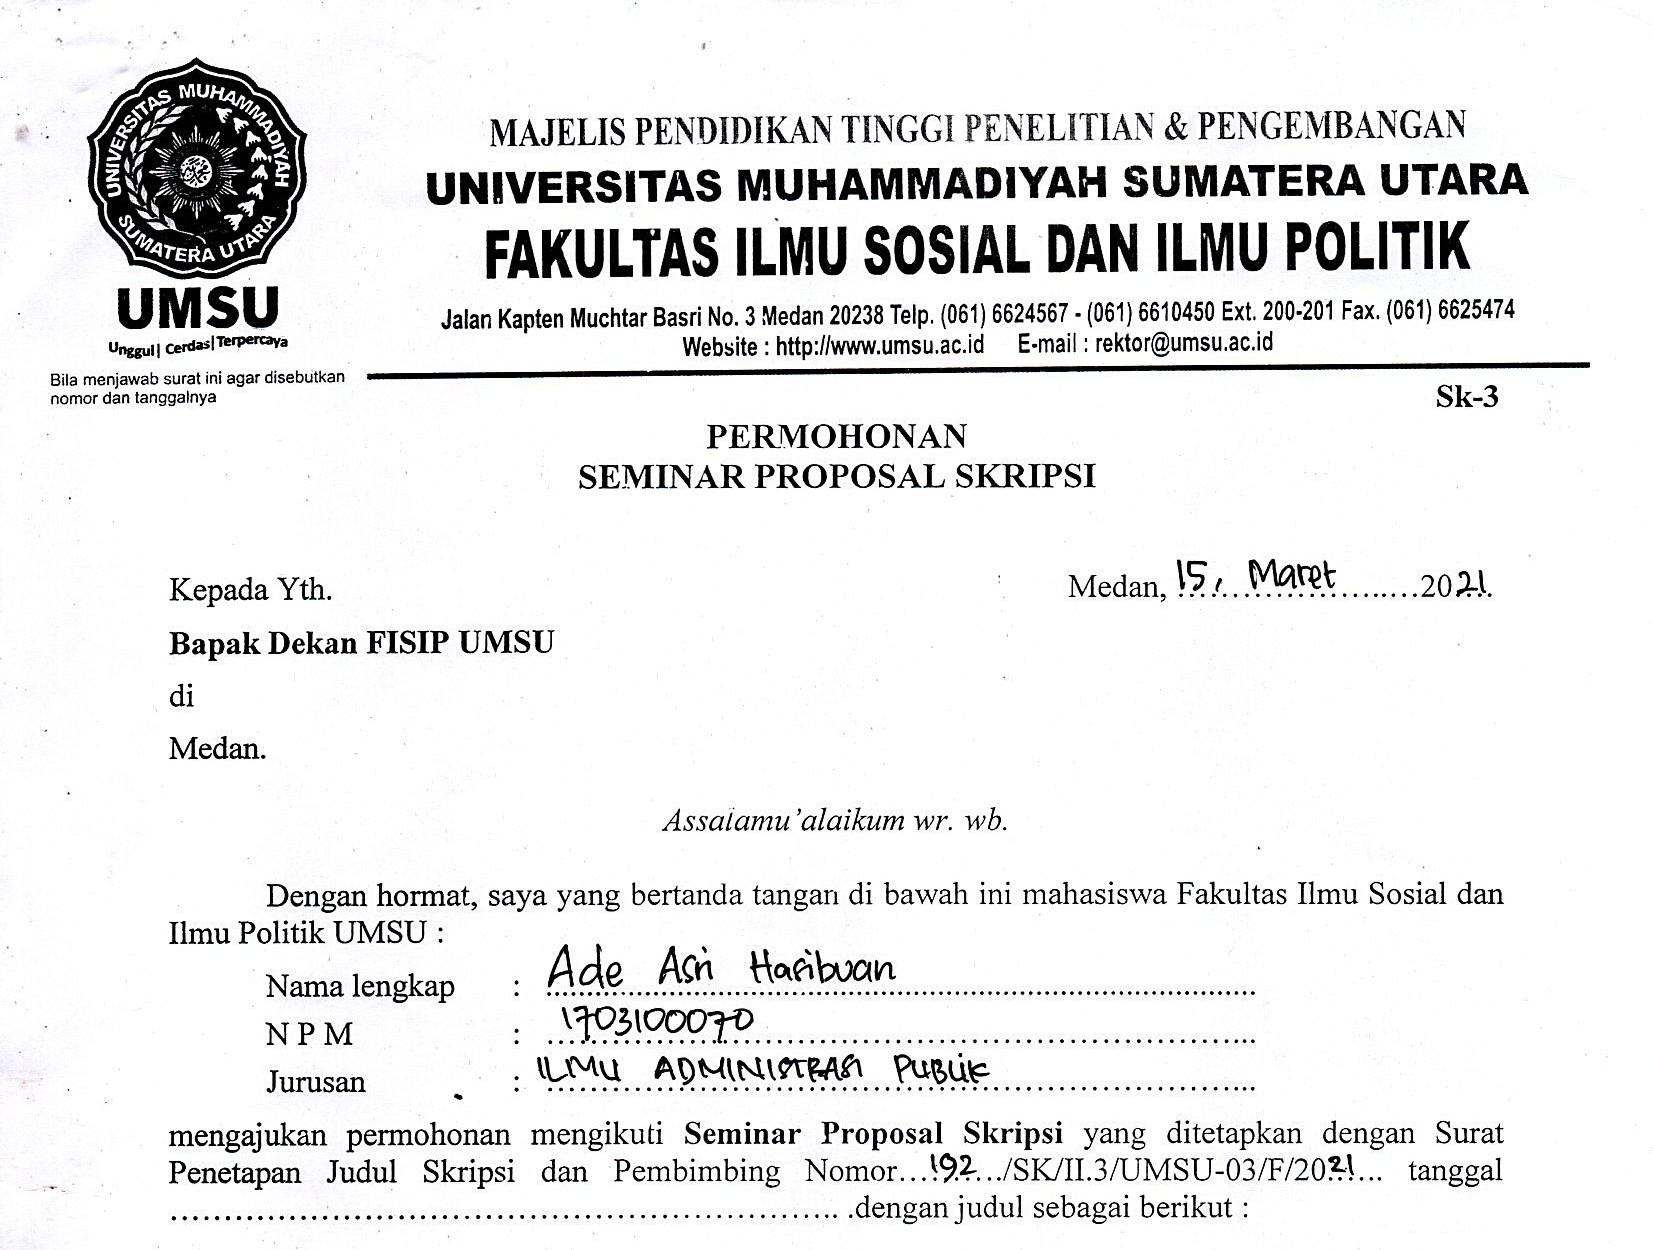 UNIVERSITAS MUHAMMADIYAH
SUMATERA UTARA
UMSU
Unggul | Cerdas | Terpercaya
Bila menjawab surat ini agar disebutkan
nomor dan tanggalnya
MAJELIS PENDIDIKAN TINGGI PENELITIAN & PENGEMBANGAN
UNIVERSITAS MUHAMMADIYAH SUMATERA UTARA
FAKULTAS ILMU SOSIAL DAN ILMU POLITIK
Jalan Kapten Muchtar Basri No. 3 Medan 20238 Telp. (061) 6624567 - (061) 6610450 Ext. 200-201 Fax. (061) 6625474
Website : http://www.umsu.ac.id E-mail : rektor@umsu.ac.id
Sk-3
PERMOHONAN
SEMINAR PROPOSAL SKRIPSI
Medan, 15, Maret 2021.
Kepada Yth.
Bapak Dekan FISIP UMSU
di
Medan.
Assalamu'alaikum wr. wb.
Dengan hormat, saya yang bertanda tangan di bawah ini mahasiswa Fakultas Ilmu Sosial dan
Ilmu Politik UMSU :
Nama lengkap : Ade Asri Hasibuan
N P M : 1703100070
Jurusan : ILMU ADMINISTRASI PUBLIK
mengajukan permohonan mengikuti Seminar Proposal Skripsi yang ditetapkan dengan Surat
Penetapan Judul Skripsi dan Pembimbing Nomor...192.../SK/II.3/UMSU-03/F/2021... tanggal
................................................................ .dengan judul sebagai berikut :